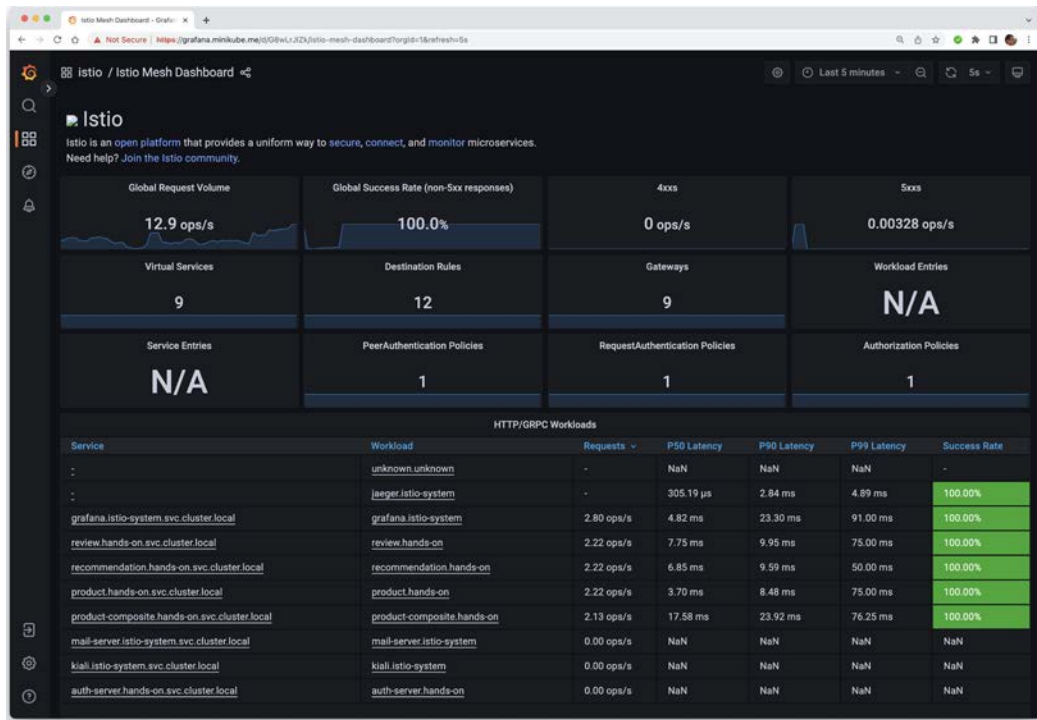 Istio Mesh Dashboard - Grafan
Not Secure | https://grafana.minikube.me/d/G8wLrJIZk/istio-mesh-dashboard?orgId=1&refresh=5s
istio / Istio Mesh Dashboard
Last 5 minutes
5s
Istio
Istio is an open platform that provides a uniform way to secure, connect, and monitor microservices.
Need help? Join the Istio community.
Global Request Volume
12.9 ops/s
Global Success Rate (non-5xx responses)
100.0%
4xxs
0 ops/s
5xxs
0.00328 ops/s
Virtual Services
9
Destination Rules
12
Gateways
9
Workload Entries
N/A
Service Entries
N/A
PeerAuthentication Policies
1
RequestAuthentication Policies
1
Authorization Policies
1
HTTP/GRPC Workloads
Service Workload Requests P50 Latency P90 Latency P99 Latency Success Rate
- unknown.unknown - NaN NaN NaN -
- jaeger.istio-system - 305.19 µs 2.84 ms 4.89 ms 100.00%
grafana.istio-system.svc.cluster.local grafana.istio-system 2.80 ops/s 4.82 ms 23.30 ms 91.00 ms 100.00%
review.hands-on.svc.cluster.local review.hands-on 2.22 ops/s 7.75 ms 9.95 ms 75.00 ms 100.00%
recommendation.hands-on.svc.cluster.local recommendation.hands-on 2.22 ops/s 6.85 ms 9.59 ms 50.00 ms 100.00%
product.hands-on.svc.cluster.local product.hands-on 2.22 ops/s 3.70 ms 8.48 ms 75.00 ms 100.00%
product-composite.hands-on.svc.cluster.local product-composite.hands-on 2.13 ops/s 17.58 ms 23.92 ms 76.25 ms 100.00%
mail-server.istio-system.svc.cluster.local mail-server.istio-system 0.00 ops/s NaN NaN NaN NaN
kiali.istio-system.svc.cluster.local kiali.istio-system 0.00 ops/s NaN NaN NaN NaN
auth-server.hands-on.svc.cluster.local auth-server.hands-on 0.00 ops/s NaN NaN NaN NaN